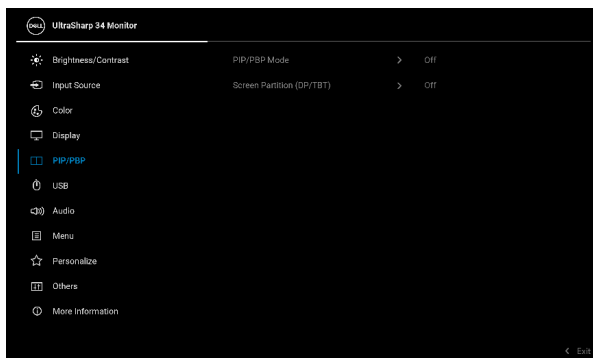 DELL UltraSharp 34 Monitor
Brightness/Contrast PIP/PBP Mode > Off
Input Source Screen Partition (DP/TBT) > Off
Color
Display
PIP/PBP
USB
Audio
Menu
Personalize
Others
More Information
< Exit